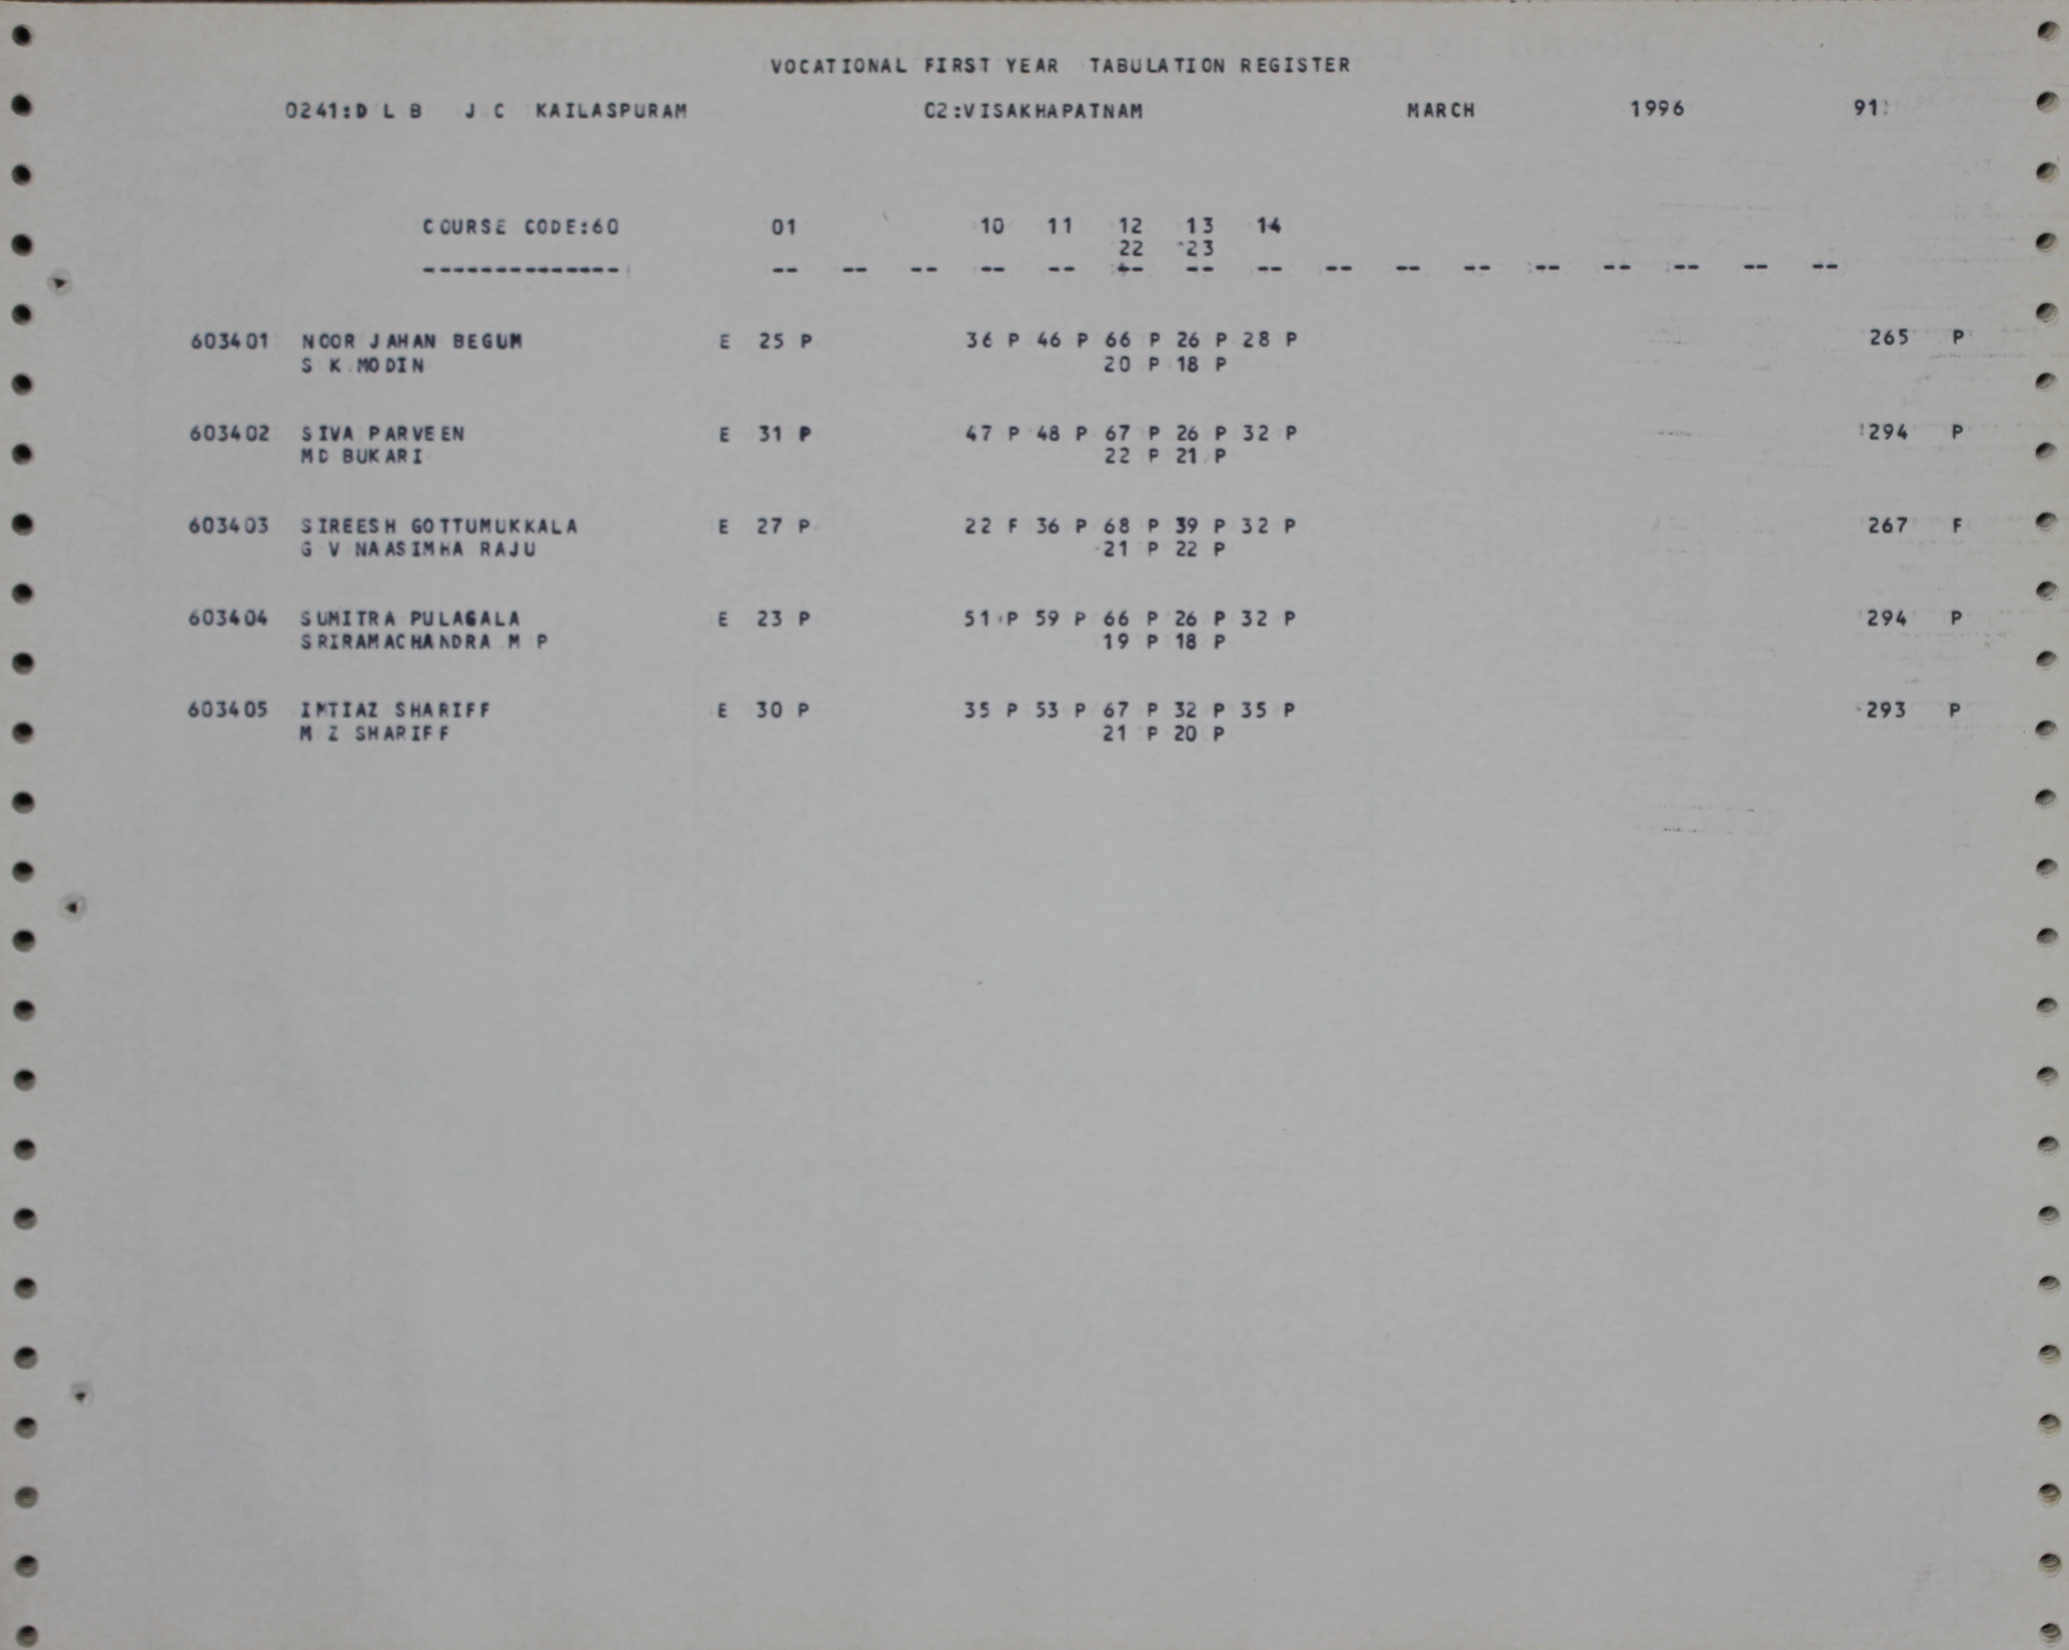 VOCATIONAL FIRST YEAR TABULATION REGISTER
0241:D L B J C KAILASPURAM C2:VISAKHAPATNAM MARCH 1996 91
COURSE CODE:60 01 10 11 12 13 14
22 23
-------------- -- -- -- -- -- -- -- -- -- -- -- -- -- -- -- --
603401 NOOR JAHAN BEGUM E 25 P 36 P 46 P 66 P 26 P 28 P 265 P
S K MODIN 20 P 18 P
603402 SIVA PARVEEN E 31 P 47 P 48 P 67 P 26 P 32 P 294 P
MD BUKARI 22 P 21 P
603403 SIREESH GOTTUMUKKALA E 27 P 22 F 36 P 68 P 39 P 32 P 267 F
G V NAASIMHA RAJU 21 P 22 P
603404 SUMITRA PULAGALA E 23 P 51 P 59 P 66 P 26 P 32 P 294 P
SRIRAMACHANDRA M P 19 P 18 P
603405 IMTIAZ SHARIFF E 30 P 35 P 53 P 67 P 32 P 35 P 293 P
M Z SHARIFF 21 P 20 P